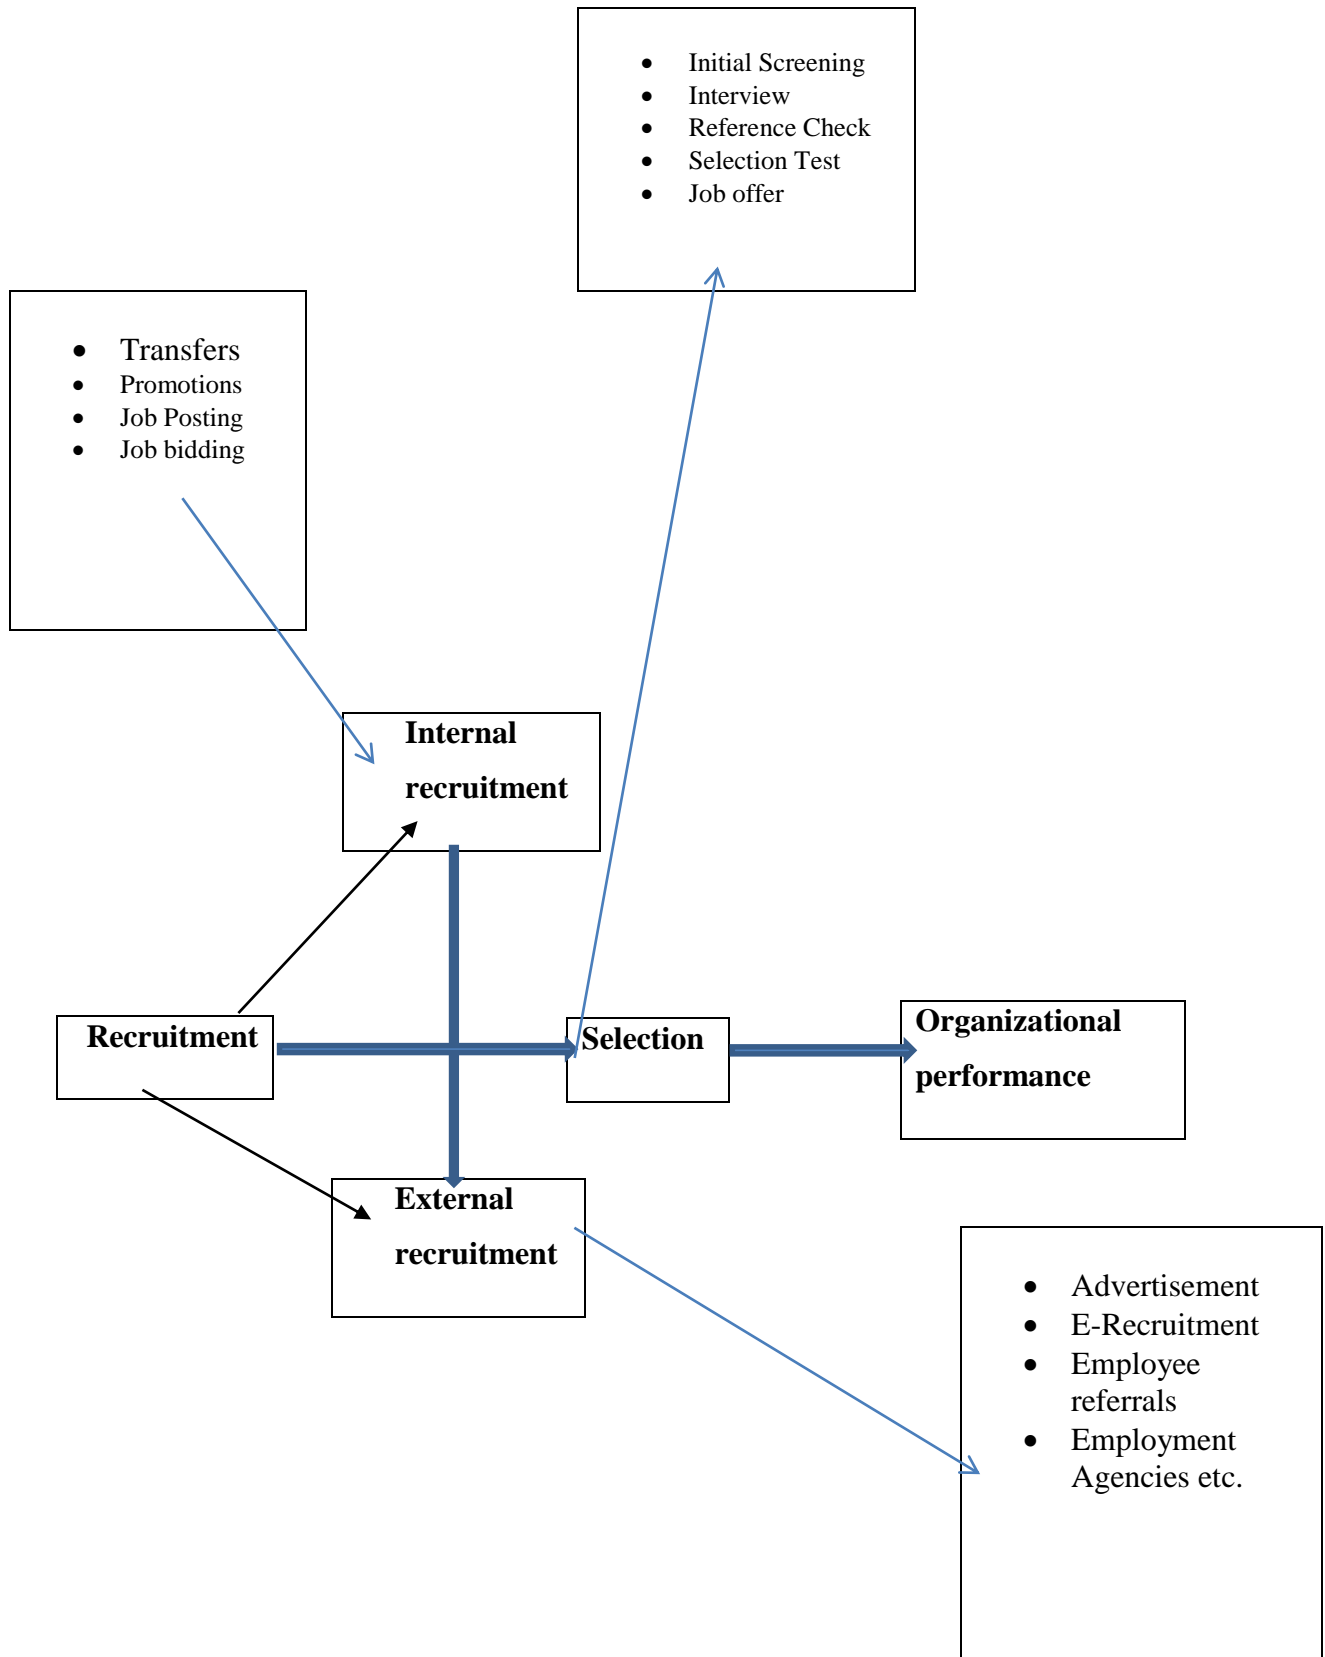 • Initial Screening
• Interview
• Reference Check
• Selection Test
• Job offer
• Transfers
• Promotions
• Job Posting
• Job bidding
Internal
recruitment
Recruitment
Selection
Organizational
performance
External
recruitment
• Advertisement
• E-Recruitment
• Employee
referrals
• Employment
Agencies etc.